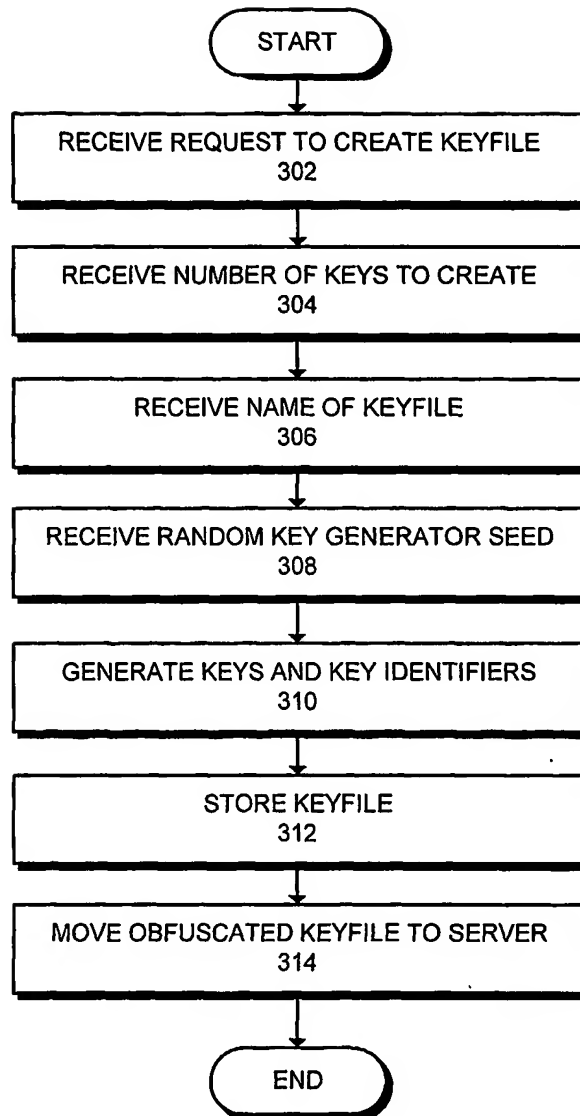 START
RECEIVE REQUEST TO CREATE KEYFILE
302
RECEIVE NUMBER OF KEYS TO CREATE
304
RECEIVE NAME OF KEYFILE
306
RECEIVE RANDOM KEY GENERATOR SEED
308
GENERATE KEYS AND KEY IDENTIFIERS
310
STORE KEYFILE
312
MOVE OBFUSCATED KEYFILE TO SERVER
314
END